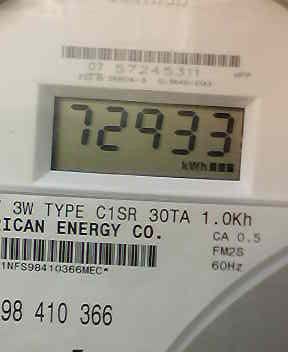 07 57245311
72933
kWh
3W TYPE C1SR 30TA 1.0Kh
RICAN ENERGY CO.
CA 0.5
FM2S
60Hz
1NFS98410366MEC*
98 410 366